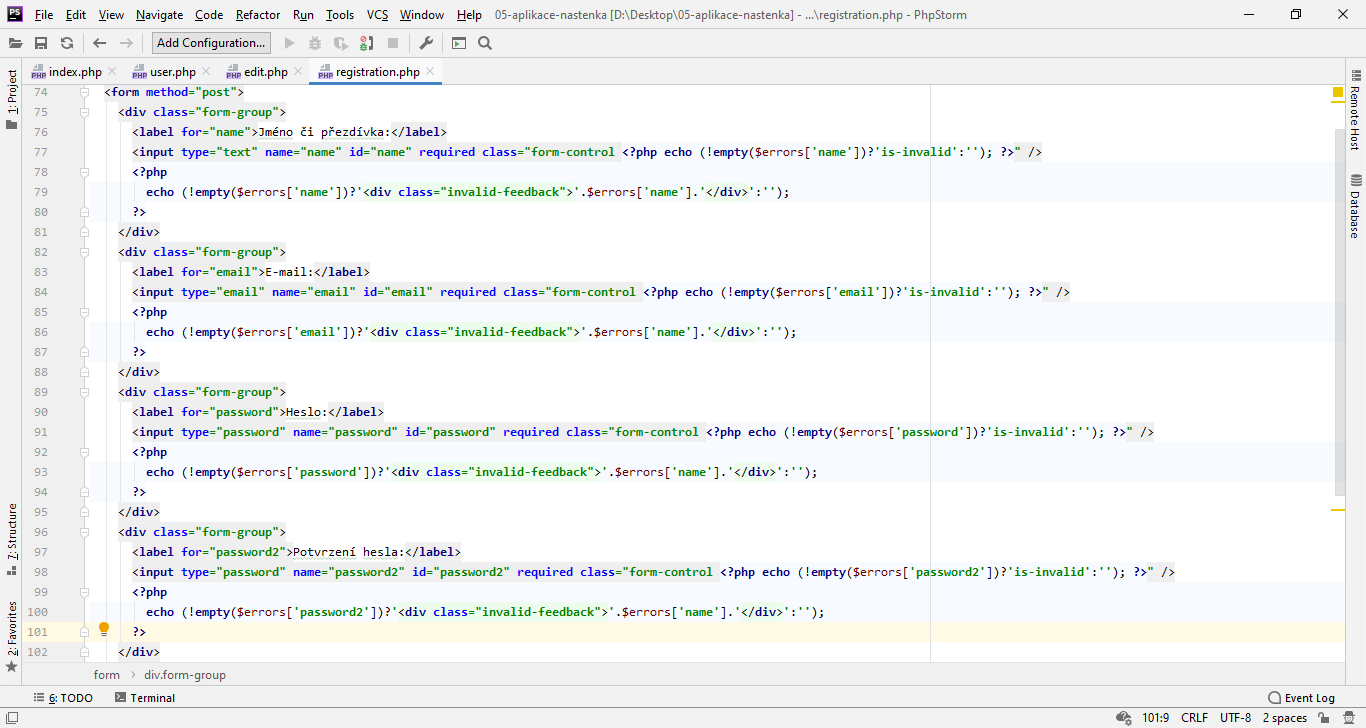 PS File Edit View Navigate Code Refactor Run Tools VCS Window Help 05-aplikace-nastenka [D:\Desktop\05-aplikace-nastenka] - ...\registration.php - PhpStorm
Add Configuration...
index.php user.php edit.php registration.php
1: Project
7: Structure
2: Favorites
74 <form method="post">
75 <div class="form-group">
76 <label for="name">Jméno či přezdívka:</label>
77 <input type="text" name="name" id="name" required class="form-control <?php echo (!empty($errors['name'])?'is-invalid':''); ?>" />
78 <?php
79 echo (!empty($errors['name'])?'<div class="invalid-feedback">'.$errors['name'].'</div>':'');
80 ?>
81 </div>
82 <div class="form-group">
83 <label for="email">E-mail:</label>
84 <input type="email" name="email" id="email" required class="form-control <?php echo (!empty($errors['email'])?'is-invalid':''); ?>" />
85 <?php
86 echo (!empty($errors['email'])?'<div class="invalid-feedback">'.$errors['name'].'</div>':'');
87 ?>
88 </div>
89 <div class="form-group">
90 <label for="password">Heslo:</label>
91 <input type="password" name="password" id="password" required class="form-control <?php echo (!empty($errors['password'])?'is-invalid':''); ?>" />
92 <?php
93 echo (!empty($errors['password'])?'<div class="invalid-feedback">'.$errors['name'].'</div>':'');
94 ?>
95 </div>
96 <div class="form-group">
97 <label for="password2">Potvrzení hesla:</label>
98 <input type="password" name="password2" id="password2" required class="form-control <?php echo (!empty($errors['password2'])?'is-invalid':''); ?>" />
99 <?php
100 echo (!empty($errors['password2'])?'<div class="invalid-feedback">'.$errors['name'].'</div>':'');
101 ?>
102 </div>
Remote Host
Database
form › div.form-group
6: TODO Terminal Event Log
101:9 CRLF UTF-8 2 spaces